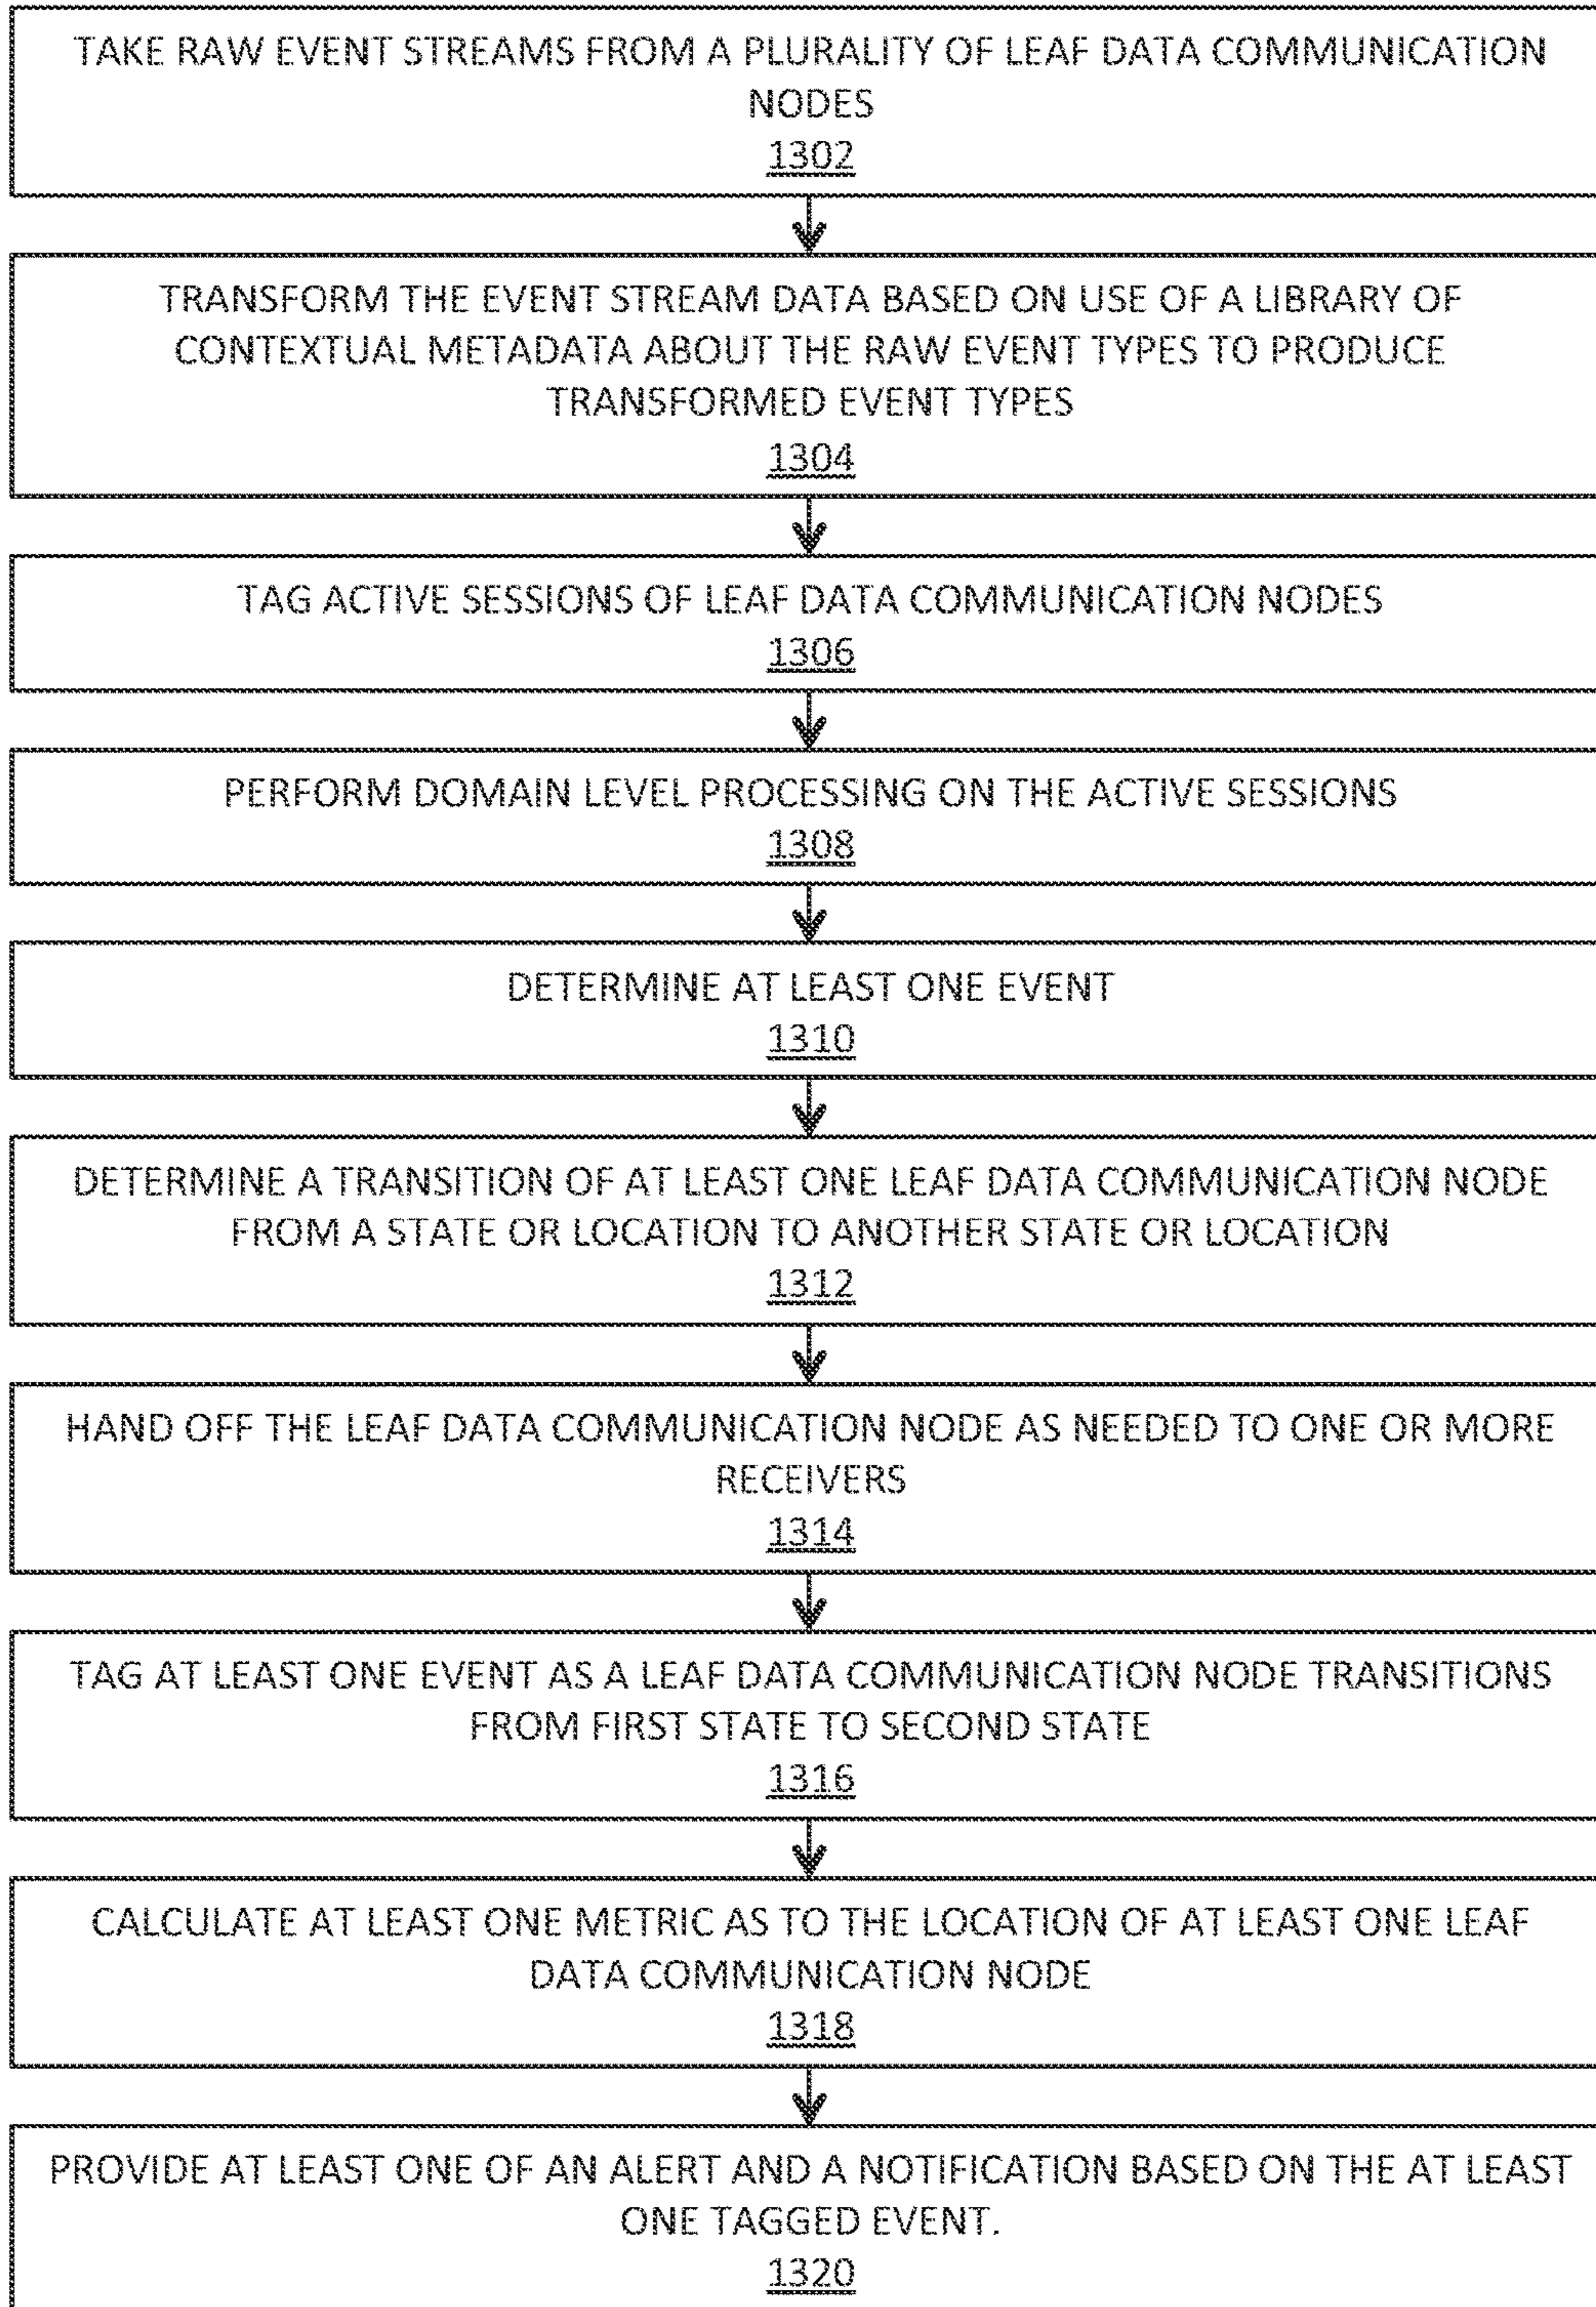 TAKE RAW EVENT STREAMS FROM A PLURALITY OF LEAF DATA COMMUNICATION
NODES
1302
TRANSFORM THE EVENT STREAM DATA BASED ON USE OF A LIBRARY OF
CONTEXTUAL METADATA ABOUT THE RAW EVENT TYPES TO PRODUCE
TRANSFORMED EVENT TYPES
1304
TAG ACTIVE SESSIONS OF LEAF DATA COMMUNICATION NODES
1306
PERFORM DOMAIN LEVEL PROCESSING ON THE ACTIVE SESSIONS
1308
DETERMINE AT LEAST ONE EVENT
1310
DETERMINE A TRANSITION OF AT LEAST ONE LEAF DATA COMMUNICATION NODE
FROM A STATE OR LOCATION TO ANOTHER STATE OR LOCATION
1312
HAND OFF THE LEAF DATA COMMUNICATION NODE AS NEEDED TO ONE OR MORE
RECEIVERS
1314
TAG AT LEAST ONE EVENT AS A LEAF DATA COMMUNICATION NODE TRANSITIONS
FROM FIRST STATE TO SECOND STATE
1316
CALCULATE AT LEAST ONE METRIC AS TO THE LOCATION OF AT LEAST ONE LEAF
DATA COMMUNICATION NODE
1318
PROVIDE AT LEAST ONE OF AN ALERT AND A NOTIFICATION BASED ON THE AT LEAST
ONE TAGGED EVENT.
1320